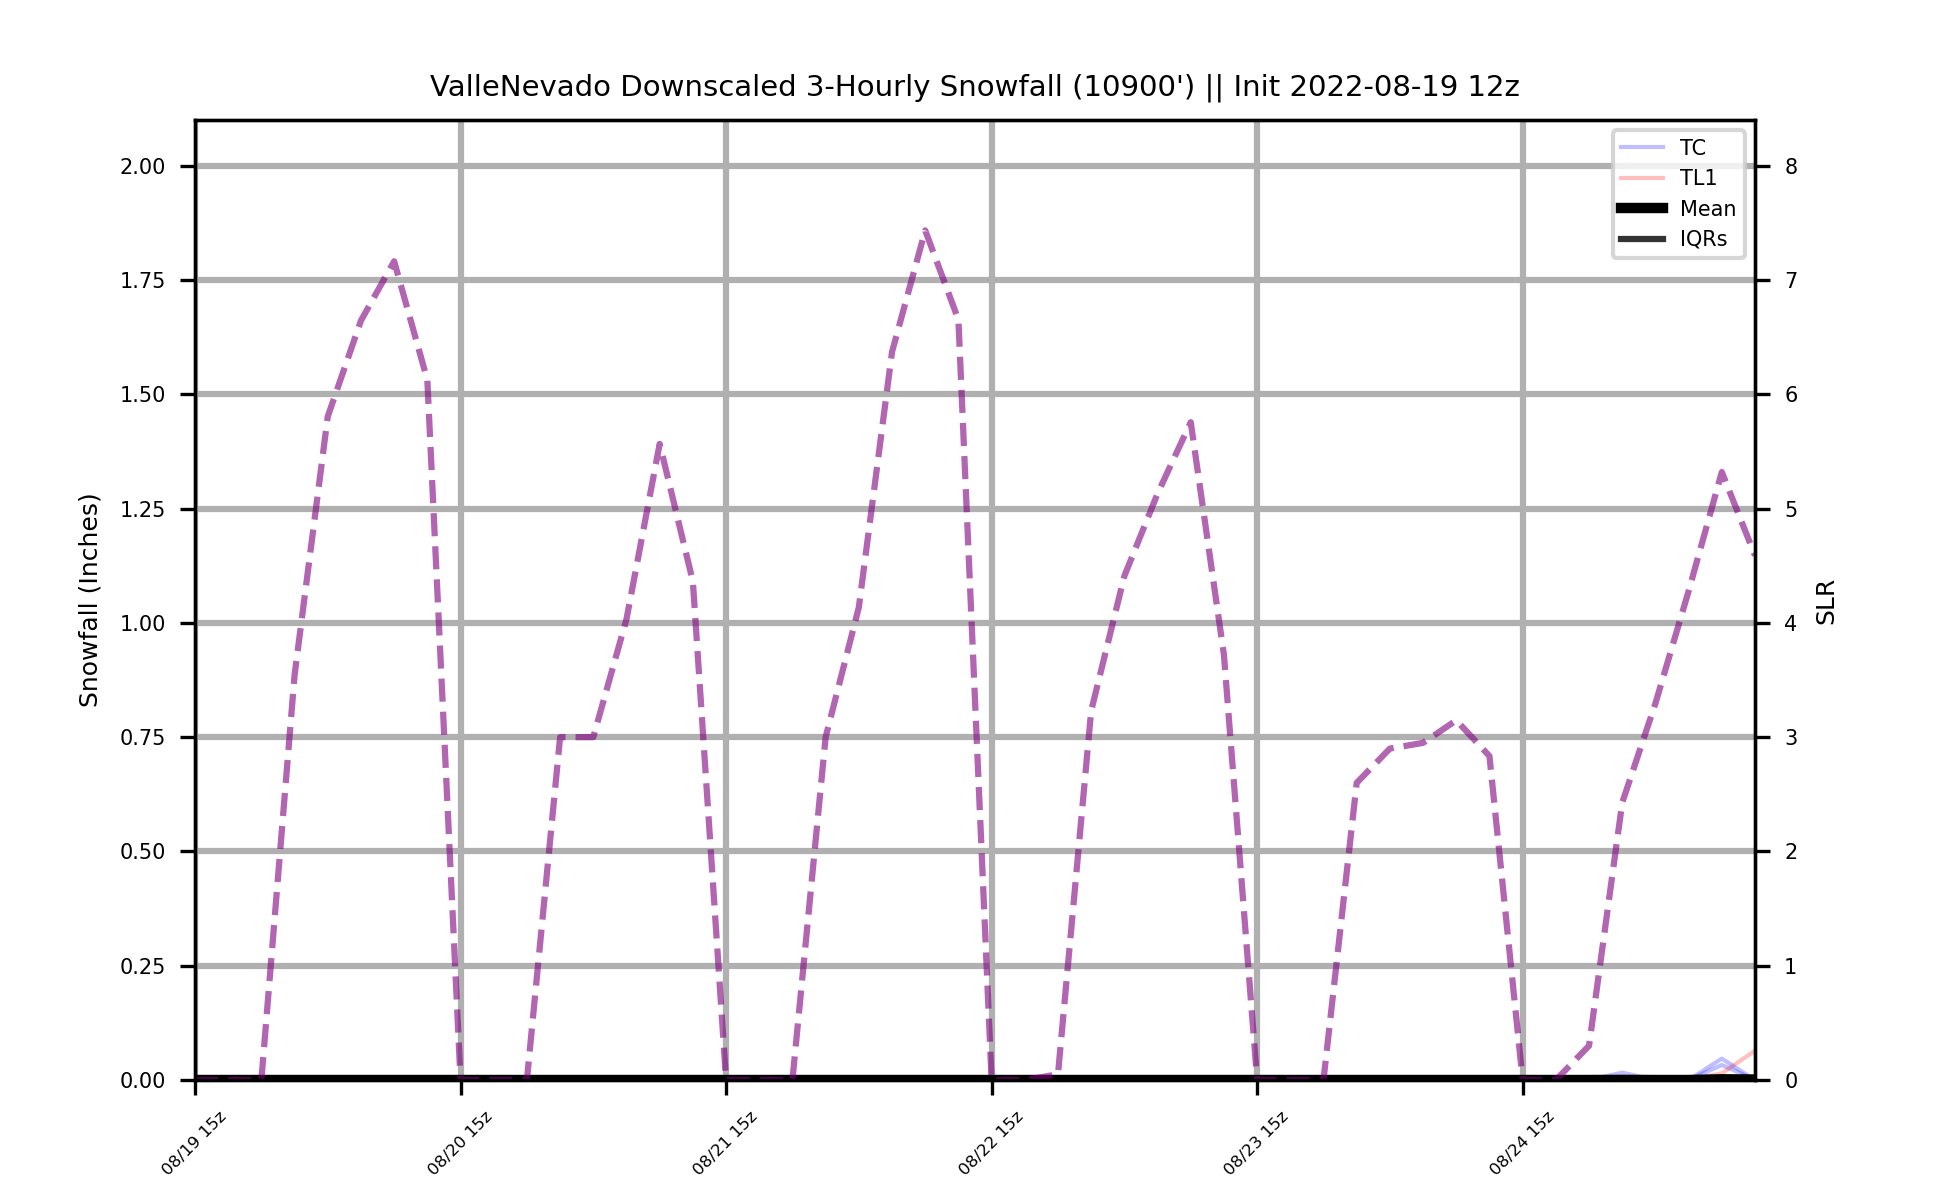 ValleNevado Downscaled 3-Hourly Snowfall (10900') || Init 2022-08-19 12z
TC
TL1
Mean
IQRs
Snowfall (Inches)
2.00
1.75
1.50
1.25
1.00
0.75
0.50
0.25
0.00
8
7
6
5
4
3
2
1
0
SLR
08/19 15z
08/20 15z
08/21 15z
08/22 15z
08/23 15z
08/24 15z